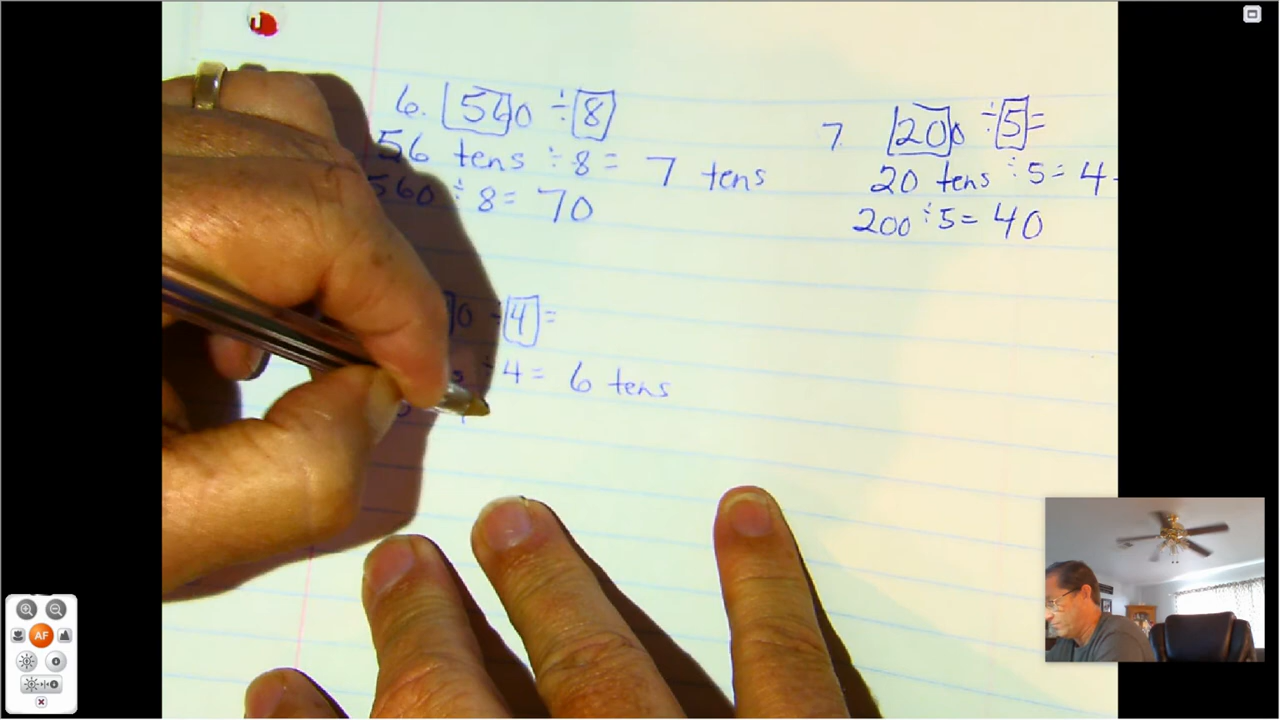 6. 560 ÷ 8
56 tens ÷ 8 = 7 tens
560 ÷ 8 = 70
7. 200 ÷ 5 =
20 tens ÷ 5 = 4
200 ÷ 5 = 40
0 ÷ 4 =
s ÷ 4 = 6 tens
AF